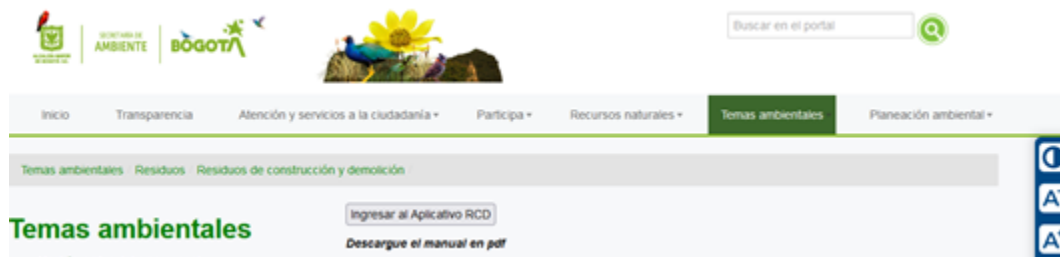 SECRETARÍA DE
AMBIENTE
BOGOTÁ
Buscar en el portal
Inicio Transparencia Atención y servicios a la ciudadanía Participa Recursos naturales Temas ambientales Planeación ambiental
Temas ambientales Residuos Residuos de construcción y demolición
Temas ambientales
Ingresar al Aplicativo RCD
Descargue el manual en pdf